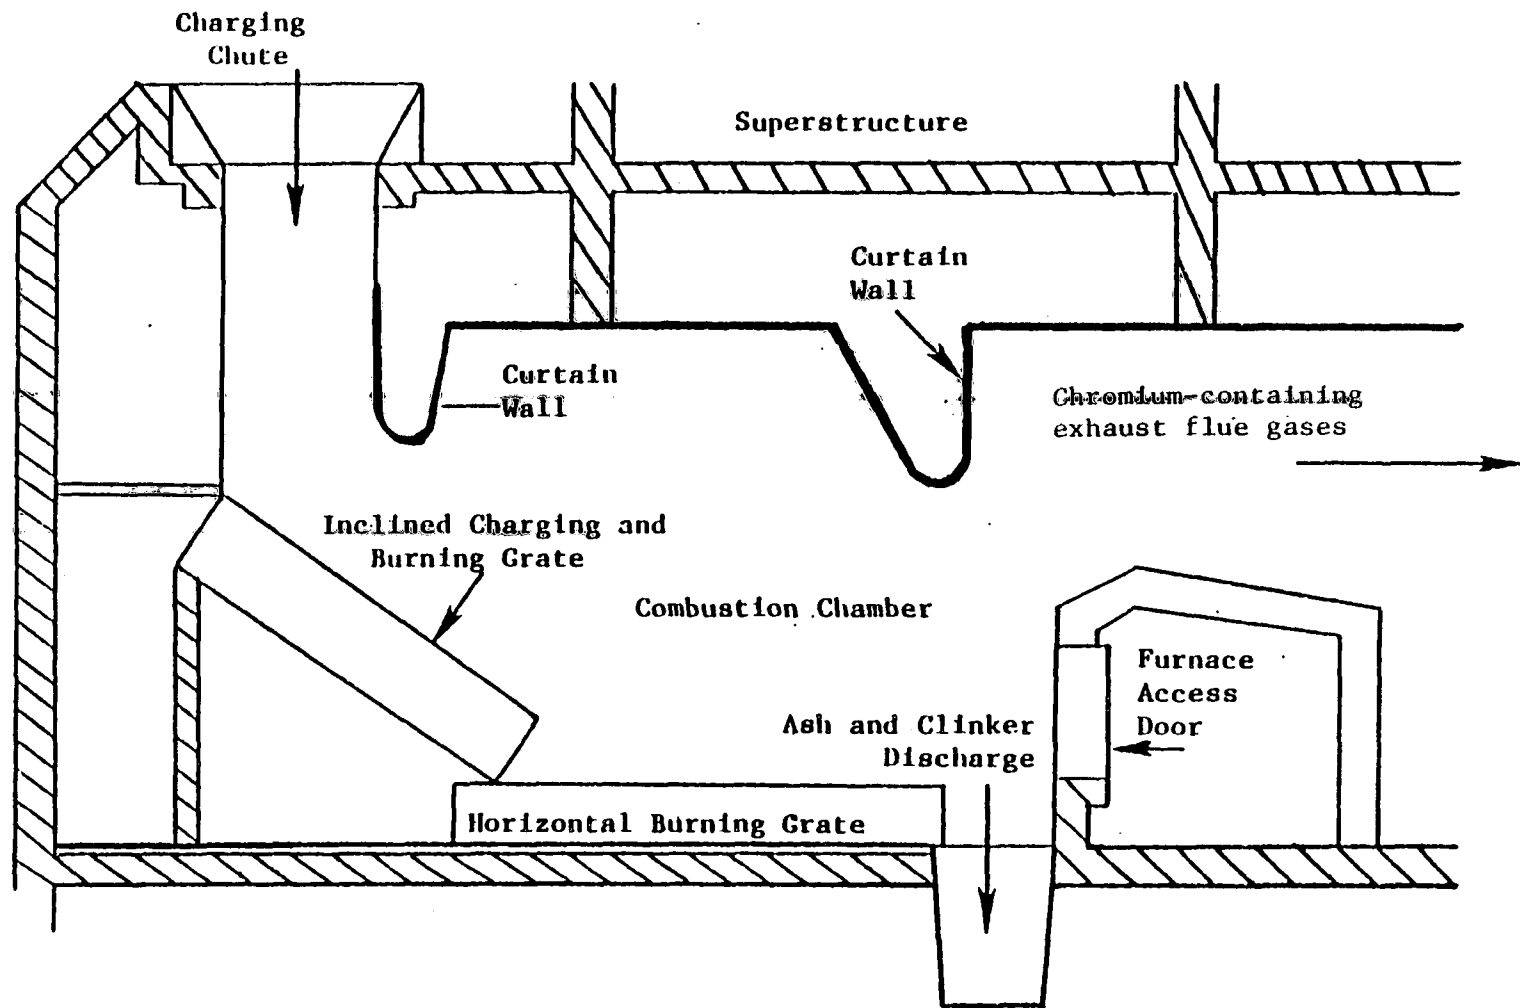 Charging
Chute
Superstructure
Curtain
Wall
Curtain
Wall
Chromium-containing
exhaust flue gases
Inclined Charging and
Burning Grate
Combustion Chamber
Furnace
Access
Door
Ash and Clinker
Discharge
Horizontal Burning Grate